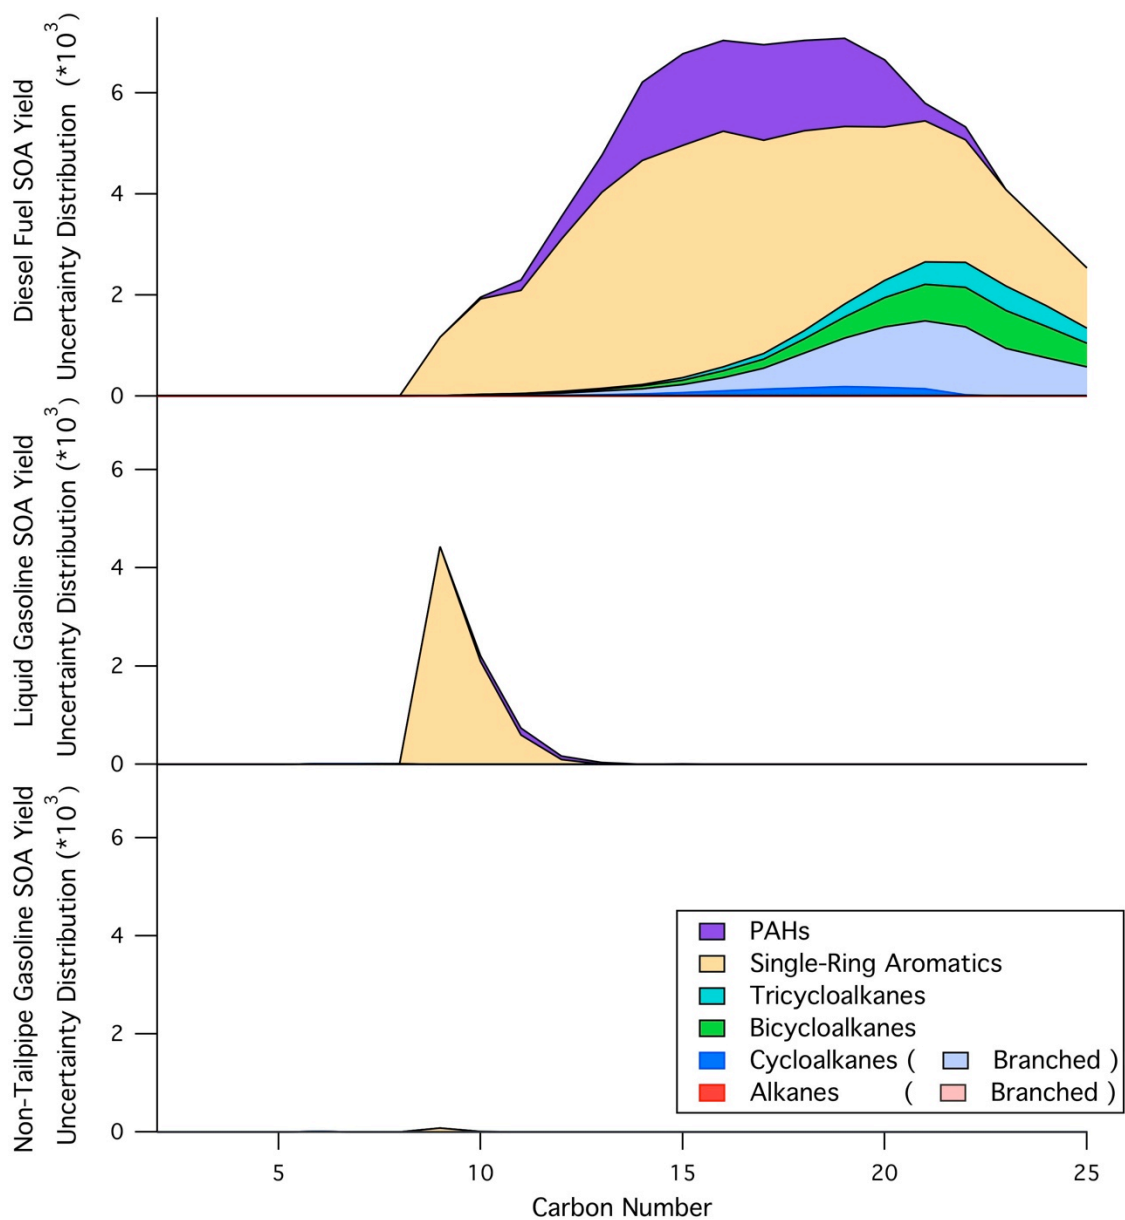 Diesel Fuel SOA Yield
Uncertainty Distribution (*10³)
6
4
2
0
Liquid Gasoline SOA Yield
Uncertainty Distribution (*10³)
6
4
2
0
Non-Tailpipe Gasoline SOA Yield
Uncertainty Distribution (*10³)
6
4
2
0
PAHs
Single-Ring Aromatics
Tricycloalkanes
Bicycloalkanes
Cycloalkanes ( Branched )
Alkanes ( Branched )
5 10 15 20 25
Carbon Number